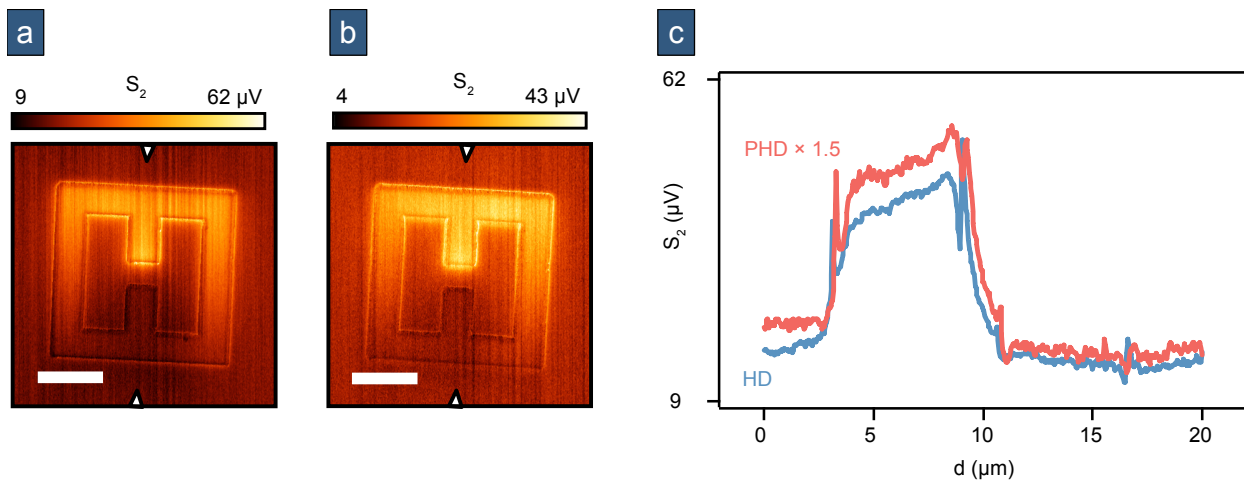 a
S₂
9 62 µV
b
S₂
4 43 µV
c
62
PHD × 1.5
S₂ (µV)
HD
9
0 5 10 15 20
d (µm)